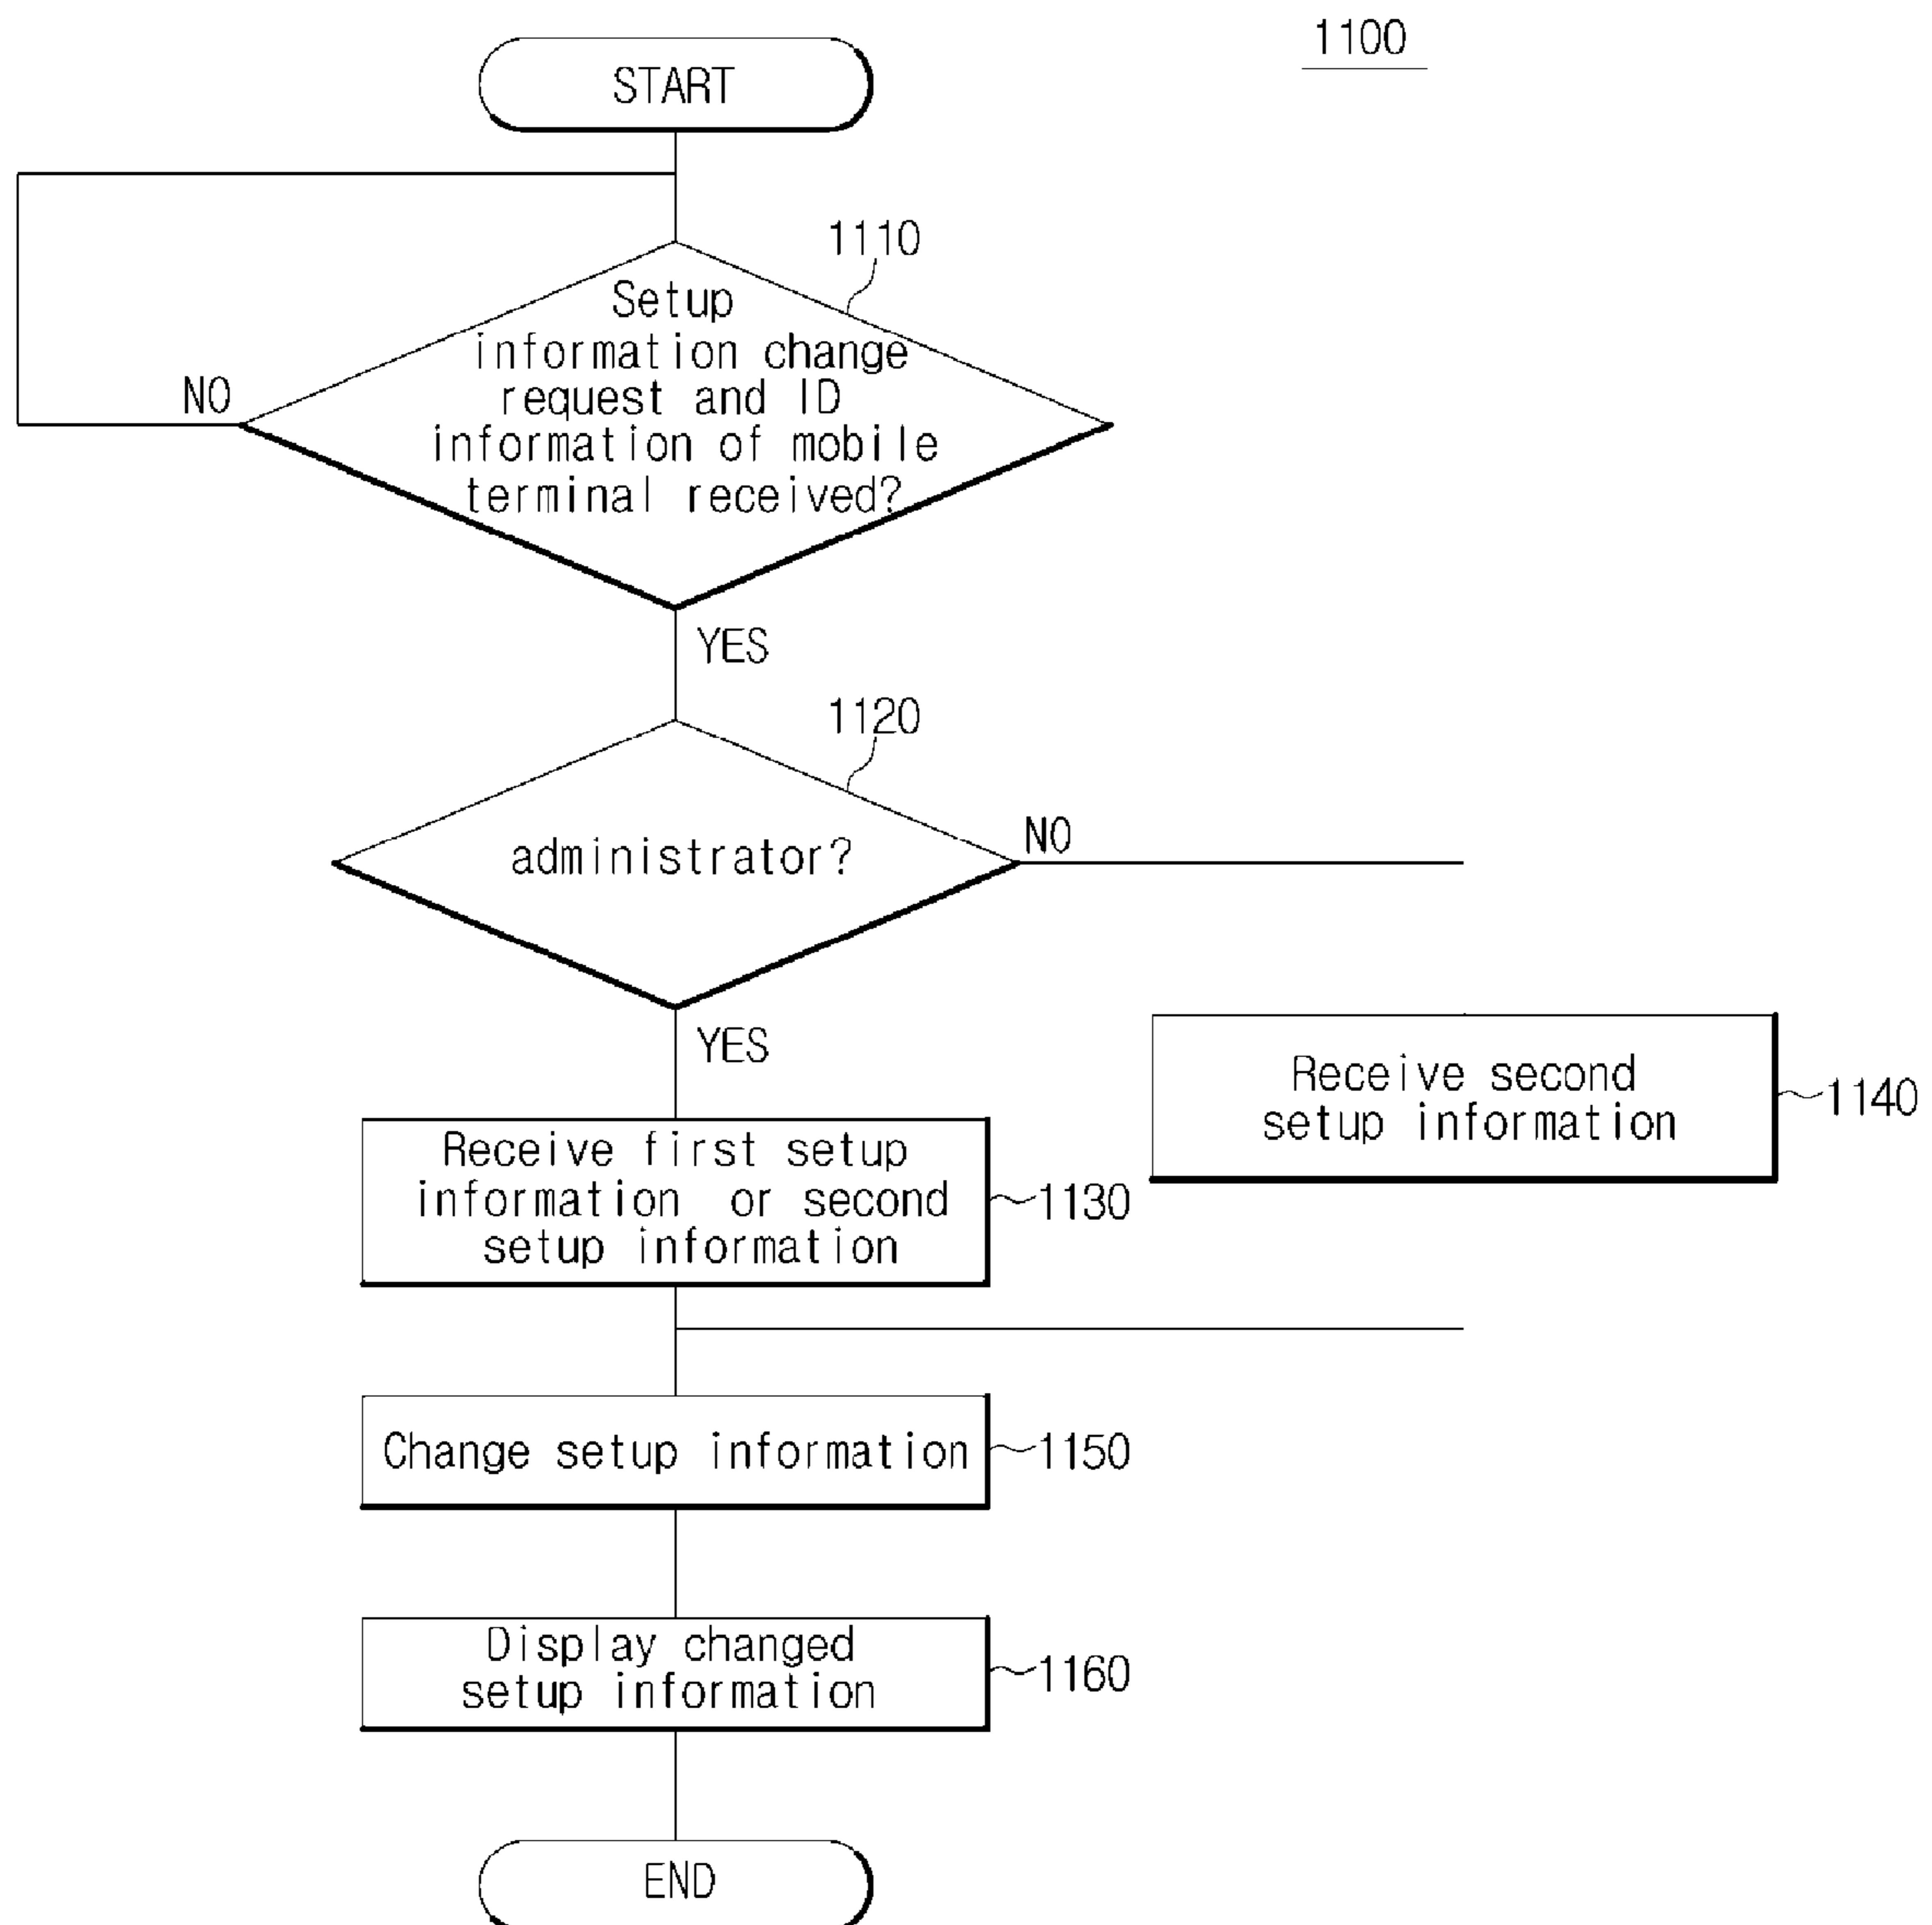 1100
START
1110
Setup
information change
request and ID
information of mobile
terminal received?
NO
YES
1120
administrator?
NO
YES
Receive second
setup information
1140
Receive first setup
information or second
setup information
1130
Change setup information
1150
Display changed
setup information
1160
END